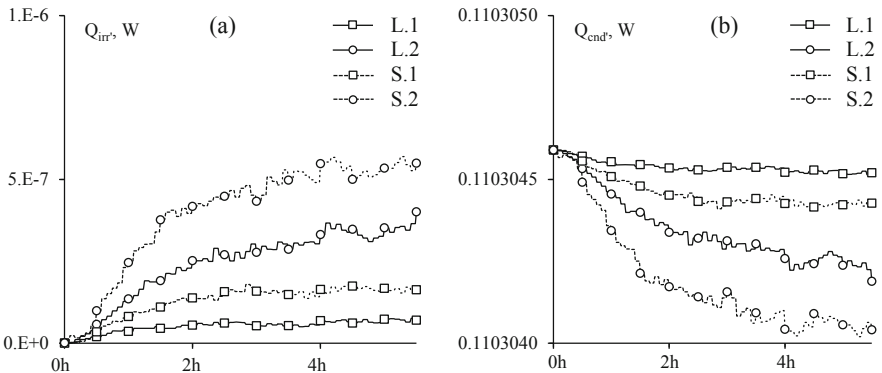 1.E-6
Q_irr', W
(a)
L.1
L.2
S.1
S.2
5.E-7
0.E+0
0h
2h
4h
0.1103050
Q_cnd', W
(b)
L.1
L.2
S.1
S.2
0.1103045
0.1103040
0h
2h
4h